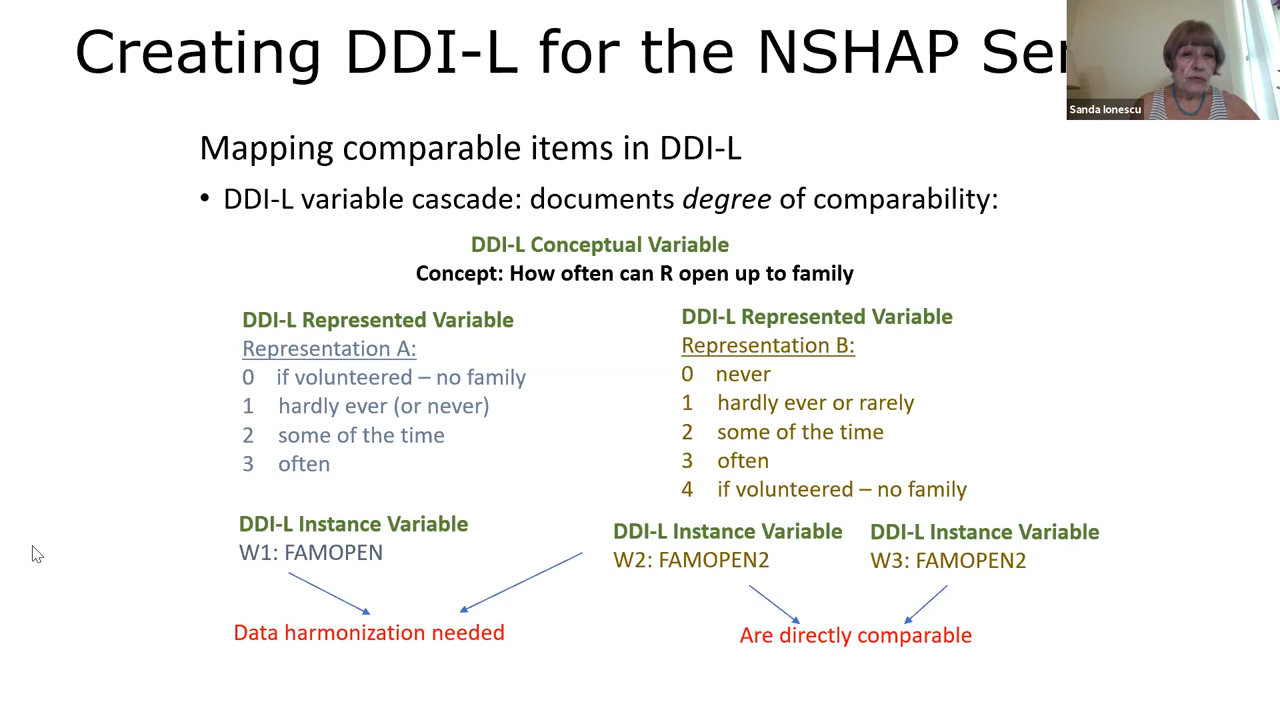 Creating DDI-L for the NSHAP Ser
Sanda Ionescu
Mapping comparable items in DDI-L
• DDI-L variable cascade: documents degree of comparability:
DDI-L Conceptual Variable
Concept: How often can R open up to family
DDI-L Represented Variable
Representation A:
0 if volunteered – no family
1 hardly ever (or never)
2 some of the time
3 often
DDI-L Represented Variable
Representation B:
0 never
1 hardly ever or rarely
2 some of the time
3 often
4 if volunteered – no family
DDI-L Instance Variable
W1: FAMOPEN
DDI-L Instance Variable
W2: FAMOPEN2
DDI-L Instance Variable
W3: FAMOPEN2
Data harmonization needed
Are directly comparable